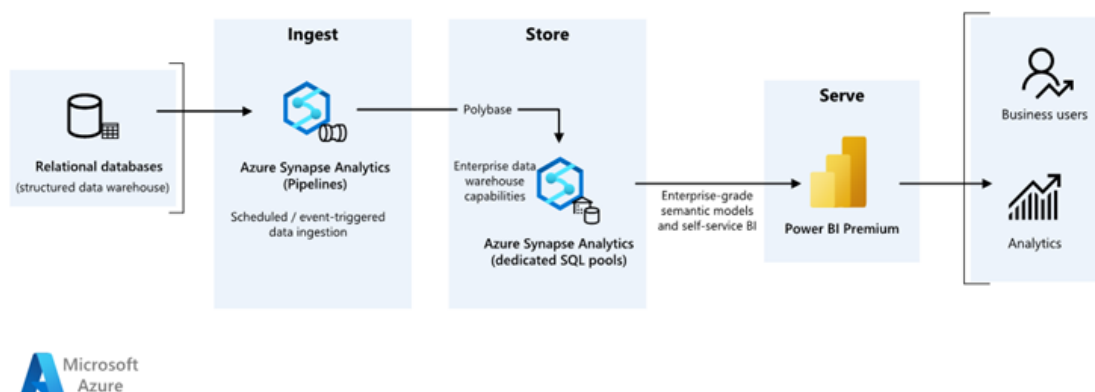 Ingest
Store
Serve
Relational databases
(structured data warehouse)
Azure Synapse Analytics
(Pipelines)
Scheduled / event-triggered
data ingestion
Polybase
Enterprise data
warehouse
capabilities
Azure Synapse Analytics
(dedicated SQL pools)
Enterprise-grade
semantic models
and self-service BI
Power BI Premium
Business users
Analytics
Microsoft
Azure